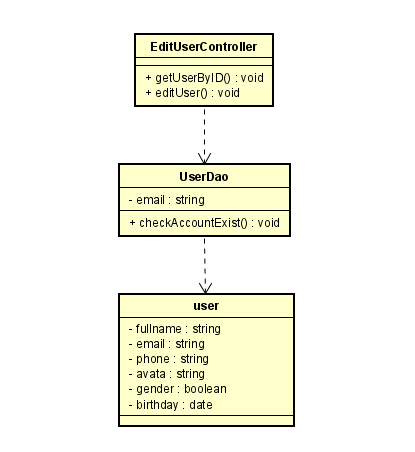 EditUserController
+ getUserByID() : void
+ editUser() : void
UserDao
- email : string
+ checkAccountExist() : void
user
- fullname : string
- email : string
- phone : string
- avata : string
- gender : boolean
- birthday : date